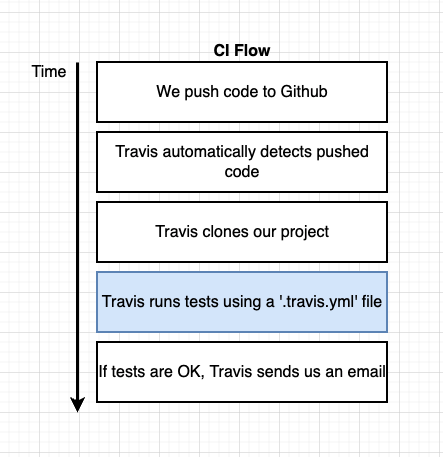 CI Flow
Time
We push code to Github
Travis automatically detects pushed
code
Travis clones our project
Travis runs tests using a '.travis.yml' file
If tests are OK, Travis sends us an email